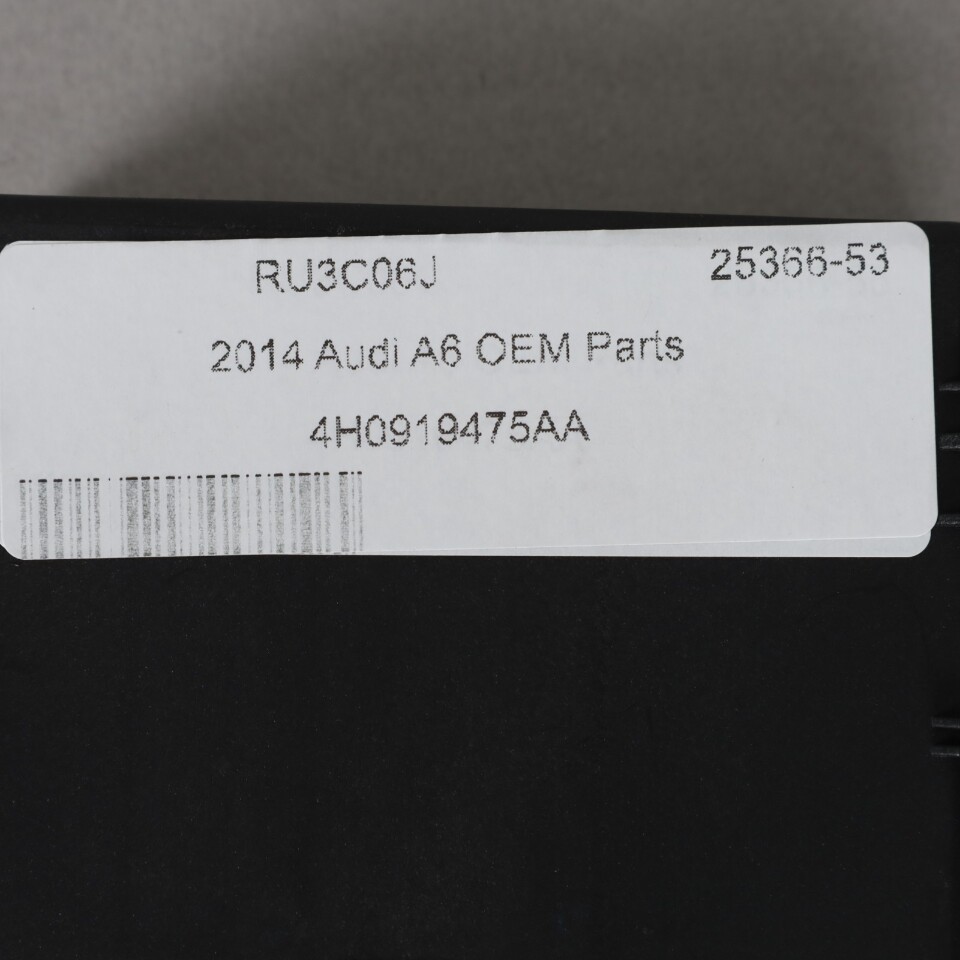 RU3C06J 25366-53
2014 Audi A6 OEM Parts
4H0919475AA